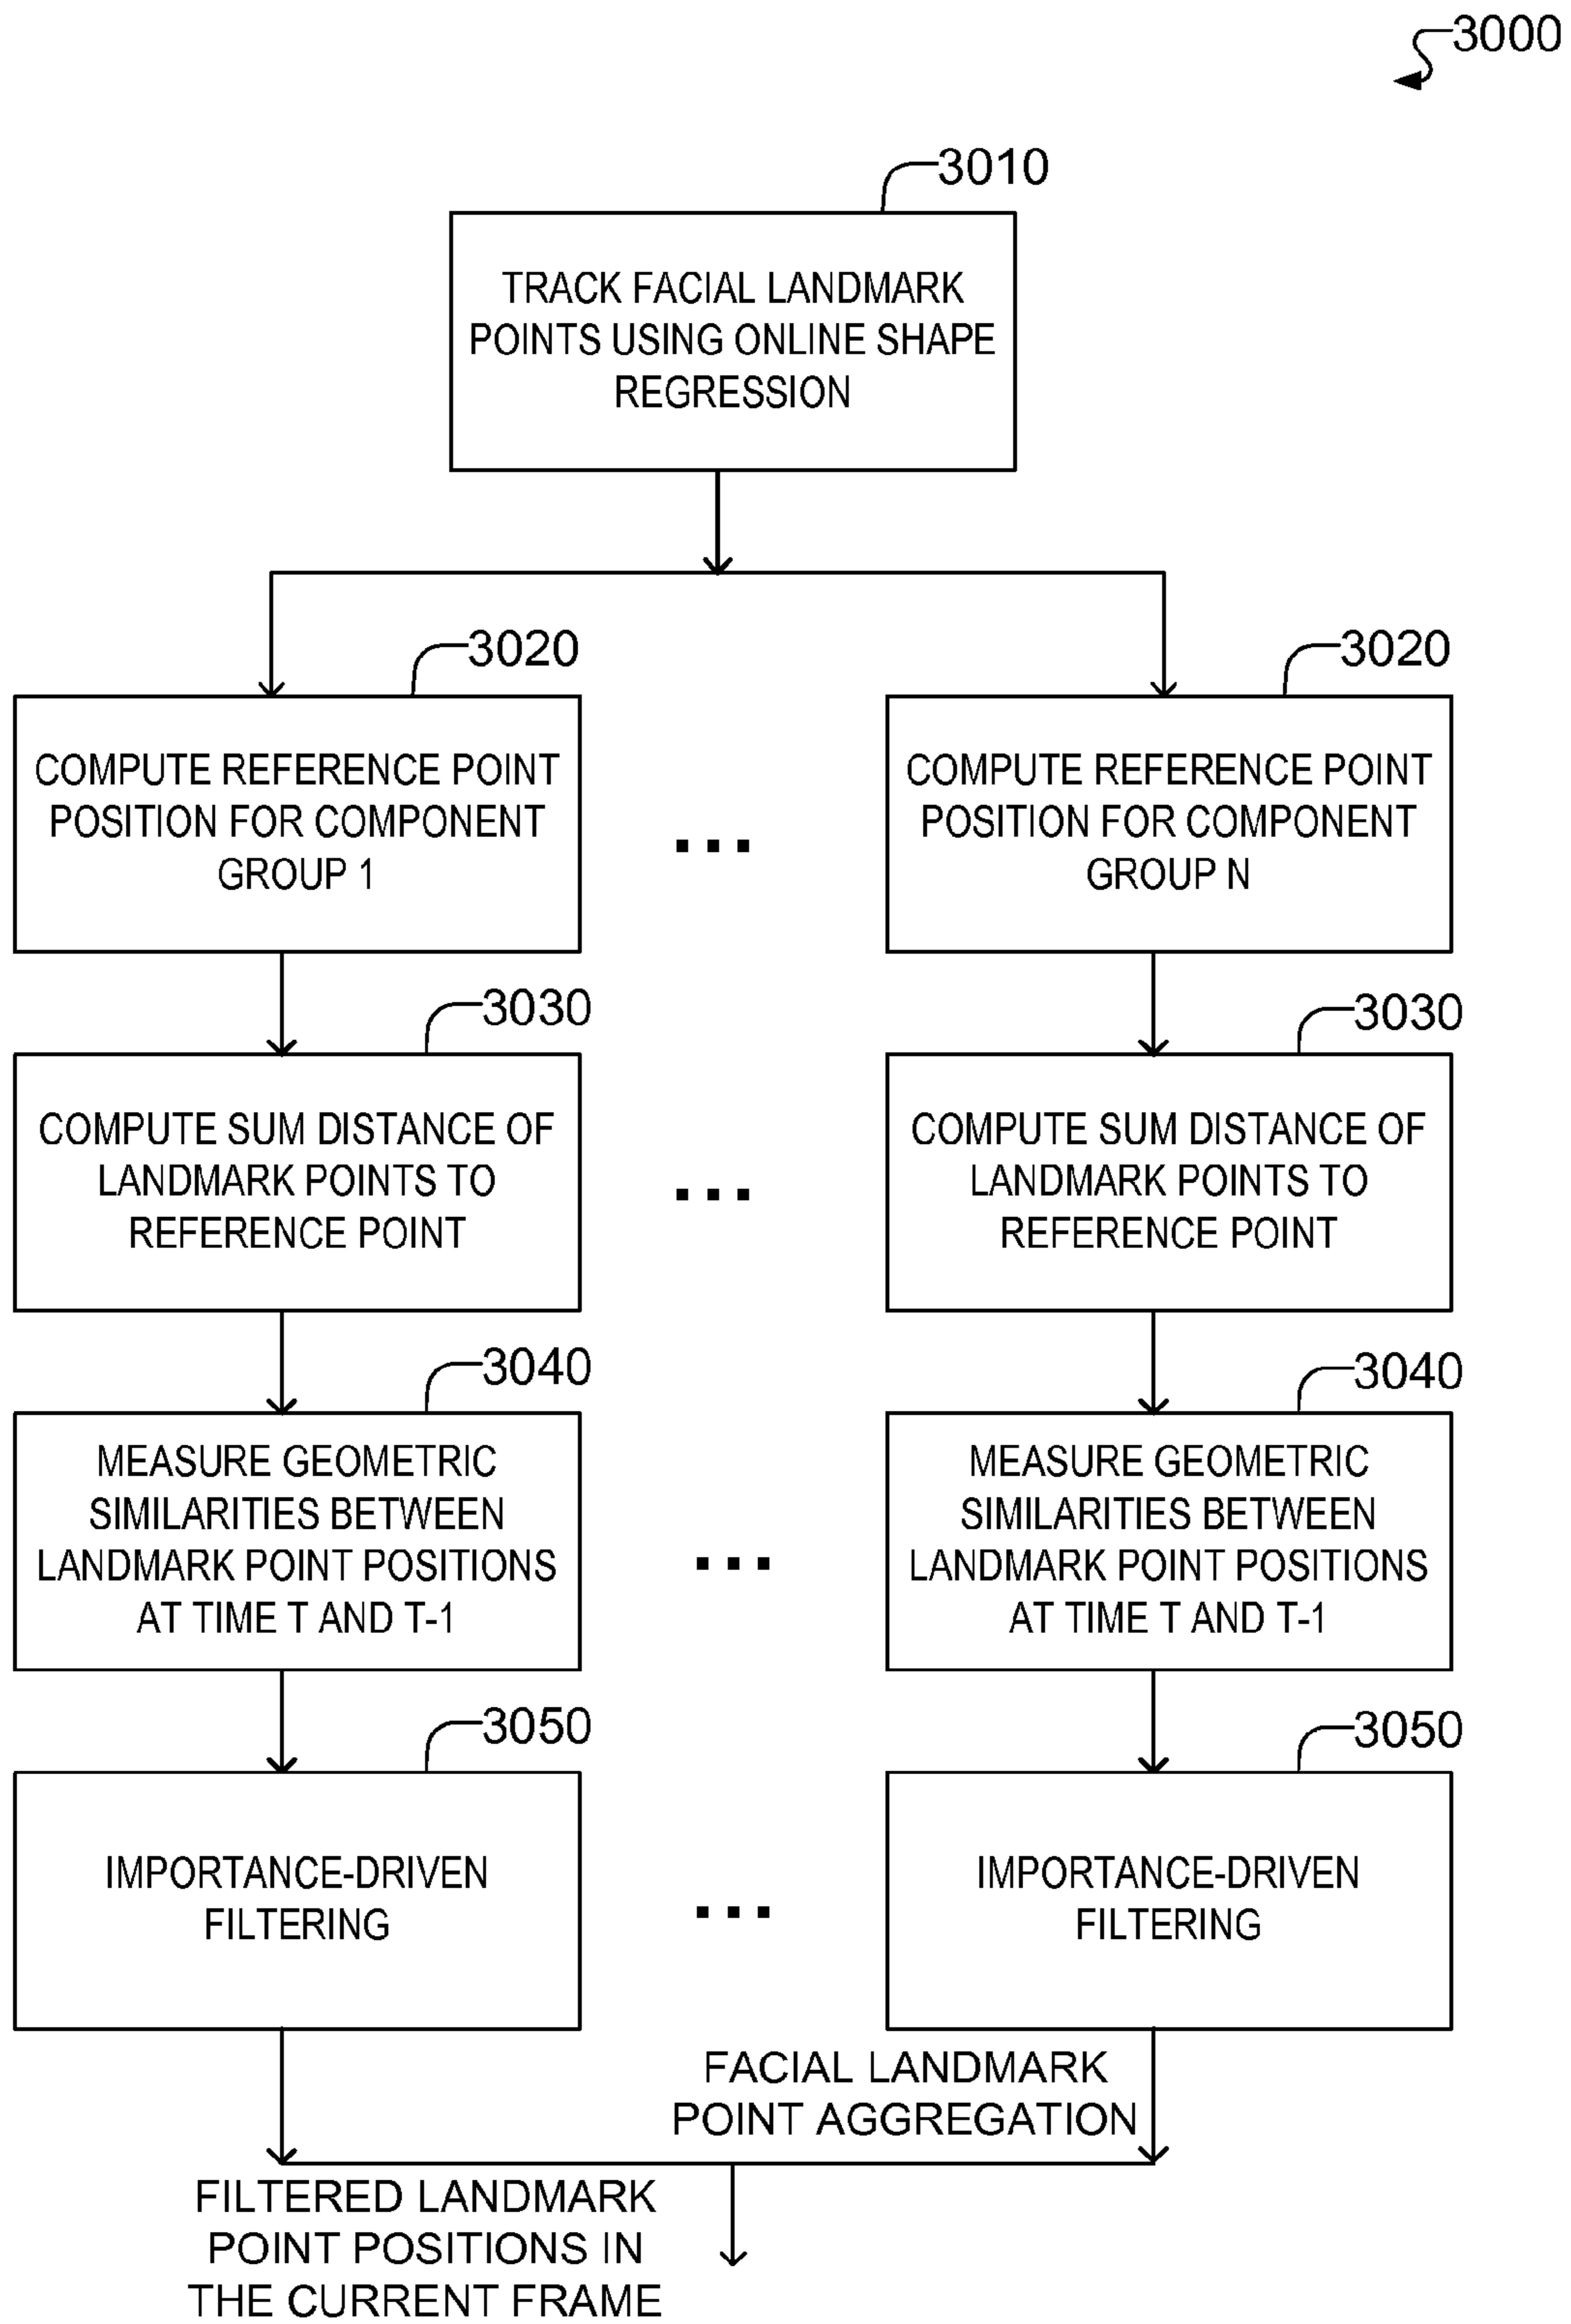 3000
3010
TRACK FACIAL LANDMARK
POINTS USING ONLINE SHAPE
REGRESSION
3020
COMPUTE REFERENCE POINT
POSITION FOR COMPONENT
GROUP 1
...
3020
COMPUTE REFERENCE POINT
POSITION FOR COMPONENT
GROUP N
3030
COMPUTE SUM DISTANCE OF
LANDMARK POINTS TO
REFERENCE POINT
...
3030
COMPUTE SUM DISTANCE OF
LANDMARK POINTS TO
REFERENCE POINT
3040
MEASURE GEOMETRIC
SIMILARITIES BETWEEN
LANDMARK POINT POSITIONS
AT TIME T AND T-1
...
3040
MEASURE GEOMETRIC
SIMILARITIES BETWEEN
LANDMARK POINT POSITIONS
AT TIME T AND T-1
3050
IMPORTANCE-DRIVEN
FILTERING
...
3050
IMPORTANCE-DRIVEN
FILTERING
FACIAL LANDMARK
POINT AGGREGATION
FILTERED LANDMARK
POINT POSITIONS IN
THE CURRENT FRAME